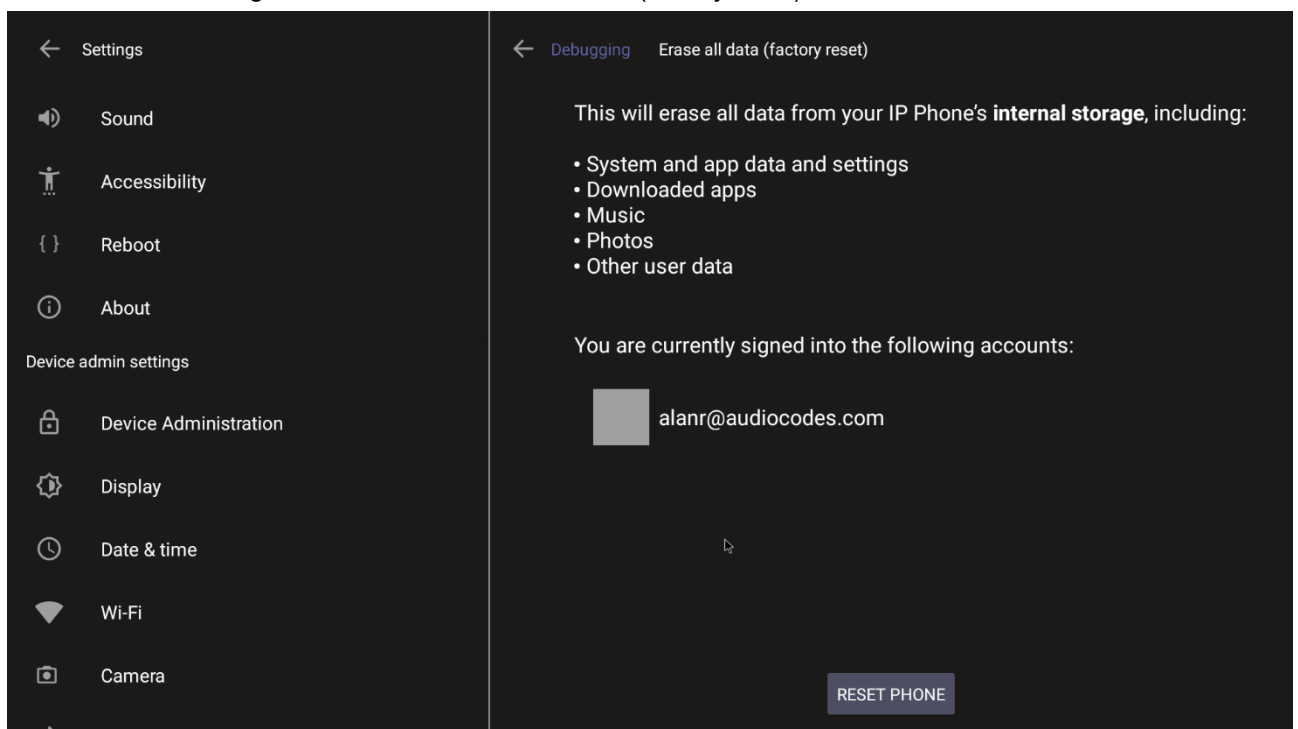 ← Settings
Sound
Accessibility
{ } Reboot
About
Device admin settings
Device Administration
Display
Date & time
Wi-Fi
Camera
← Debugging Erase all data (factory reset)
This will erase all data from your IP Phone's internal storage, including:
• System and app data and settings
• Downloaded apps
• Music
• Photos
• Other user data
You are currently signed into the following accounts:
alanr@audiocodes.com
RESET PHONE